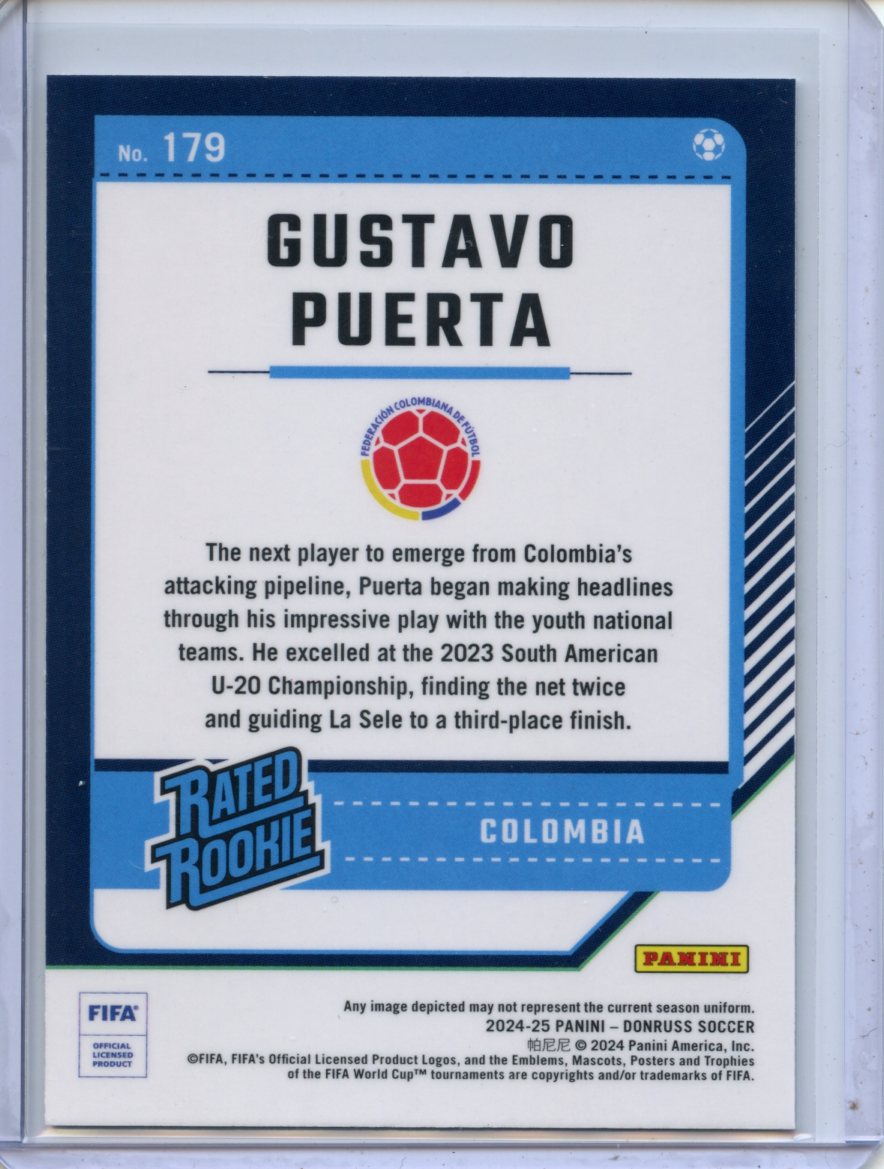 No. 179
GUSTAVO
PUERTA
FEDERACIÓN COLOMBIANA DE FÚTBOL
The next player to emerge from Colombia's
attacking pipeline, Puerta began making headlines
through his impressive play with the youth national
teams. He excelled at the 2023 South American
U-20 Championship, finding the net twice
and guiding La Sele to a third-place finish.
RATED
ROOKIE
COLOMBIA
PANINI
FIFA®
OFFICIAL
LICENSED
PRODUCT
Any image depicted may not represent the current season uniform.
2024-25 PANINI – DONRUSS SOCCER
帕尼尼 © 2024 Panini America, Inc.
©FIFA, FIFA's Official Licensed Product Logos, and the Emblems, Mascots, Posters and Trophies
of the FIFA World Cup™ tournaments are copyrights and/or trademarks of FIFA.